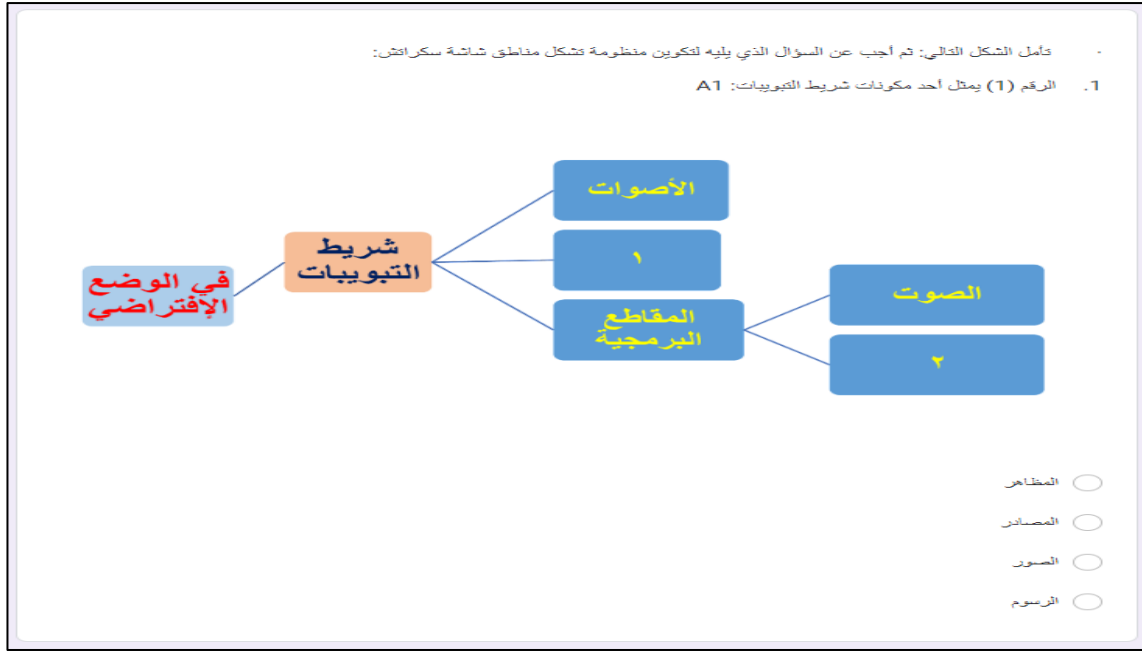 · تأمل الشكل التالي: ثم أجب عن السؤال الذي يليه لتكوين منظومة تشكل مناطق شاشة سكراتش:
1. الرقم (1) يمثل أحد مكونات شريط التبويبات: A1
الأصوات
شريط
التبويبات
١
في الوضع
الإفتراضي
الصوت
المقاطع
البرمجية
٢
المظاهر
المصادر
الصور
الرسوم